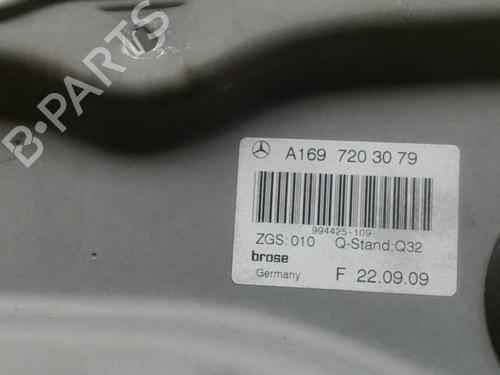 B-PARTS
A169 720 30 79
994425-109
ZGS:010 Q-Stand:Q32
brose
Germany F 22.09.09